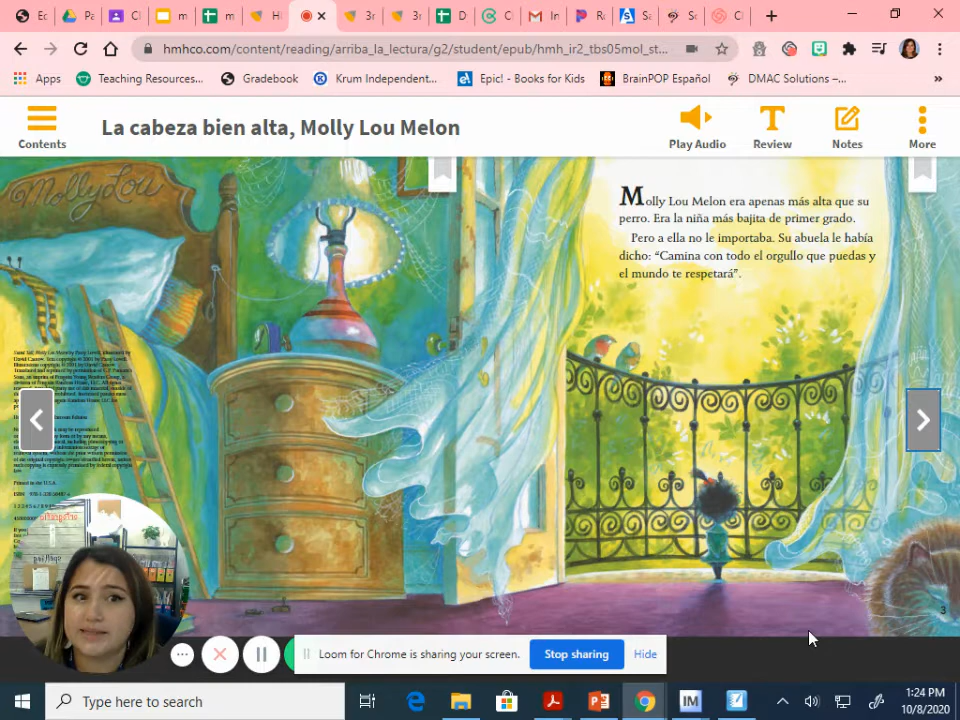 hmhco.com/content/reading/arriba_la_lectura/g2/student/epub/hmh_ir2_tbs05mol_st...
Apps
Teaching Resources...
Gradebook
Krum Independent...
Epic! - Books for Kids
BrainPOP Español
DMAC Solutions –...
Contents
La cabeza bien alta, Molly Lou Melon
Play Audio
Review
Notes
More
Molly Lou
Molly Lou Melon era apenas más alta que su
perro. Era la niña más bajita de primer grado.
Pero a ella no le importaba. Su abuela le había
dicho: “Camina con todo el orgullo que puedas y
el mundo te respetará”.
Printed in the U.S.A.
3
Loom for Chrome is sharing your screen.
Stop sharing
Hide
Type here to search
IM
1:24 PM
10/8/2020